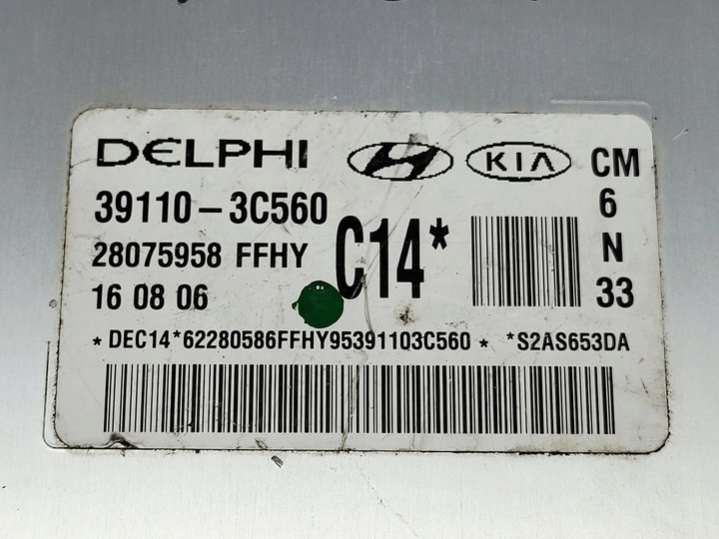 DELPHI H KIA CM
39110-3C560 6
28075958 FFHY C14* N
16 08 06 33
*DEC14*62280586FFHY95391103C560* *S2AS653DA